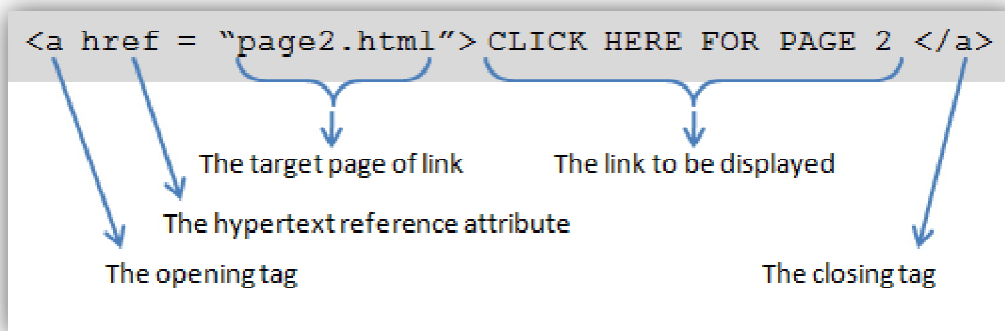 <a href = “page2.html”> CLICK HERE FOR PAGE 2 </a>
The target page of link
The link to be displayed
The hypertext reference attribute
The opening tag
The closing tag